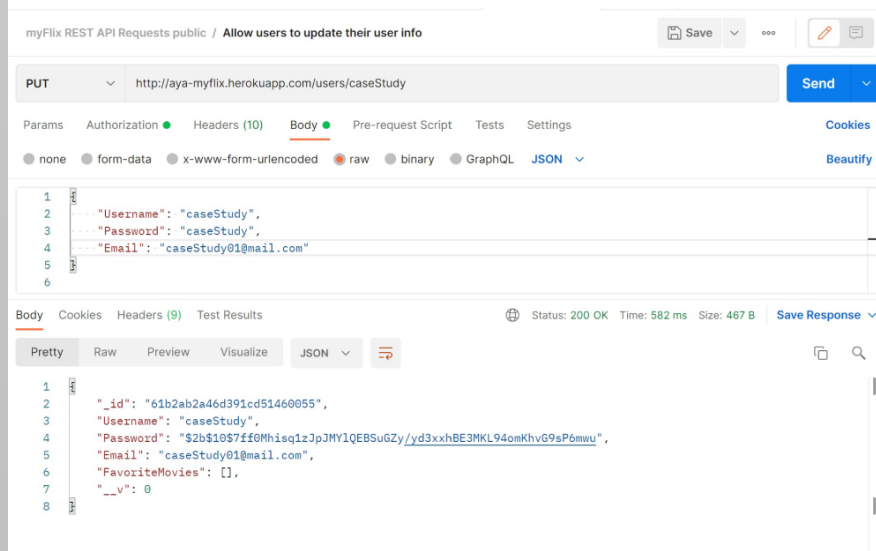 myFlix REST API Requests public / Allow users to update their user info
Save
PUT http://aya-myflix.herokuapp.com/users/caseStudy Send
Params Authorization Headers (10) Body Pre-request Script Tests Settings Cookies
none form-data x-www-form-urlencoded raw binary GraphQL JSON Beautify
1 {
2 "Username": "caseStudy",
3 "Password": "caseStudy",
4 "Email": "caseStudy01@mail.com"
5 }
6
Body Cookies Headers (9) Test Results Status: 200 OK Time: 582 ms Size: 467 B Save Response
Pretty Raw Preview Visualize JSON
1 {
2 "_id": "61b2ab2a46d391cd51460055",
3 "Username": "caseStudy",
4 "Password": "$2b$10$7ff0Mhisq1zJpJMYlQEBSuGZy/yd3xxhBE3MKL94omKhvG9sP6mwu",
5 "Email": "caseStudy01@mail.com",
6 "FavoriteMovies": [],
7 "__v": 0
8 }